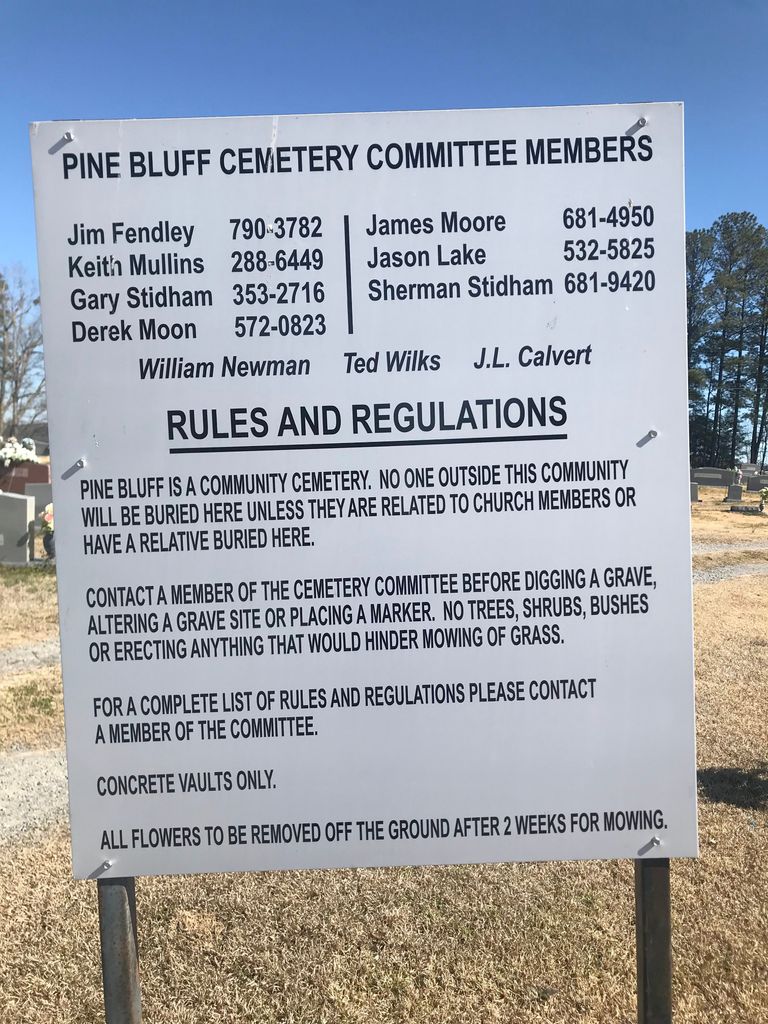 PINE BLUFF CEMETERY COMMITTEE MEMBERS
Jim Fendley 790-3782
Keith Mullins 288-6449
Gary Stidham 353-2716
Derek Moon 572-0823
James Moore 681-4950
Jason Lake 532-5825
Sherman Stidham 681-9420
William Newman Ted Wilks J.L. Calvert
RULES AND REGULATIONS
PINE BLUFF IS A COMMUNITY CEMETERY. NO ONE OUTSIDE THIS COMMUNITY
WILL BE BURIED HERE UNLESS THEY ARE RELATED TO CHURCH MEMBERS OR
HAVE A RELATIVE BURIED HERE.
CONTACT A MEMBER OF THE CEMETERY COMMITTEE BEFORE DIGGING A GRAVE,
ALTERING A GRAVE SITE OR PLACING A MARKER. NO TREES, SHRUBS, BUSHES
OR ERECTING ANYTHING THAT WOULD HINDER MOWING OF GRASS.
FOR A COMPLETE LIST OF RULES AND REGULATIONS PLEASE CONTACT
A MEMBER OF THE COMMITTEE.
CONCRETE VAULTS ONLY.
ALL FLOWERS TO BE REMOVED OFF THE GROUND AFTER 2 WEEKS FOR MOWING.